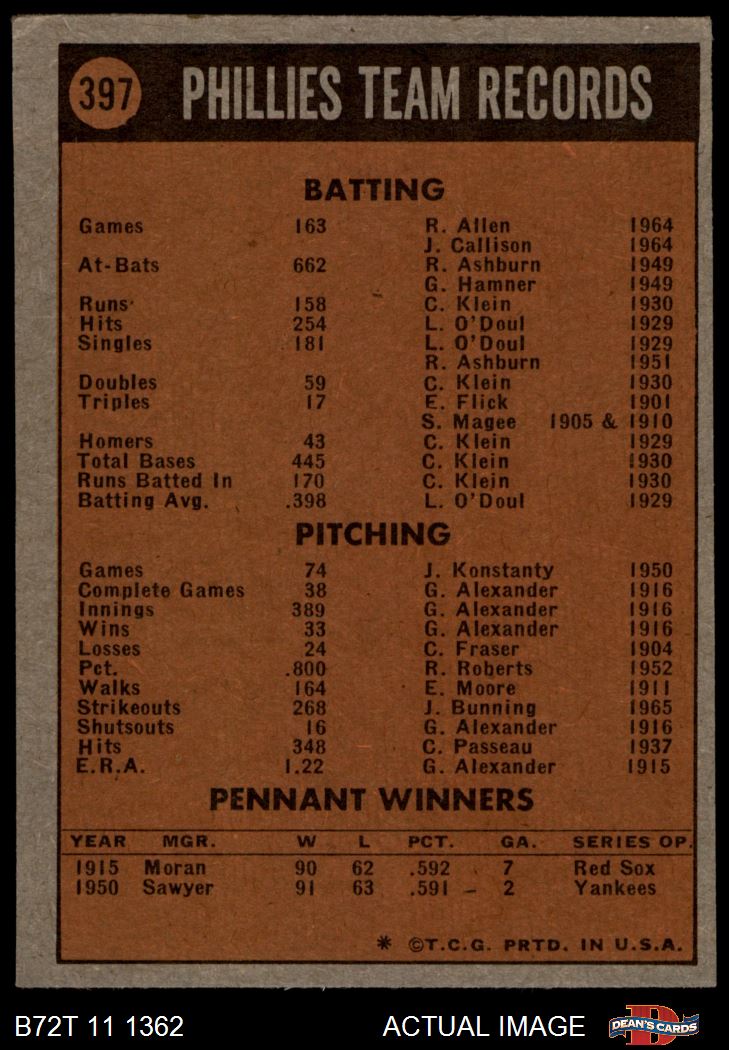 397 PHILLIES TEAM RECORDS
BATTING
Games 163 R. Allen 1964
J. Callison 1964
At-Bats 662 R. Ashburn 1949
G. Hamner 1949
Runs 158 C. Klein 1930
Hits 254 L. O'Doul 1929
Singles 181 L. O'Doul 1929
R. Ashburn 1951
Doubles 59 C. Klein 1930
Triples 17 E. Flick 1901
S. Magee 1905 & 1910
Homers 43 C. Klein 1929
Total Bases 445 C. Klein 1930
Runs Batted In 170 C. Klein 1930
Batting Avg. .398 L. O'Doul 1929
PITCHING
Games 74 J. Konstanty 1950
Complete Games 38 G. Alexander 1916
Innings 389 G. Alexander 1916
Wins 33 G. Alexander 1916
Losses 24 C. Fraser 1904
Pct. .800 R. Roberts 1952
Walks 164 E. Moore 1911
Strikeouts 268 J. Bunning 1965
Shutsouts 16 G. Alexander 1916
Hits 348 C. Passeau 1937
E.R.A. 1.22 G. Alexander 1915
PENNANT WINNERS
YEAR MGR. W L PCT. GA. SERIES OP.
1915 Moran 90 62 .592 7 Red Sox
1950 Sawyer 91 63 .591 – 2 Yankees
* ©T.C.G. PRTD. IN U.S.A.
B72T 11 1362 ACTUAL IMAGE DEAN'S CARDS